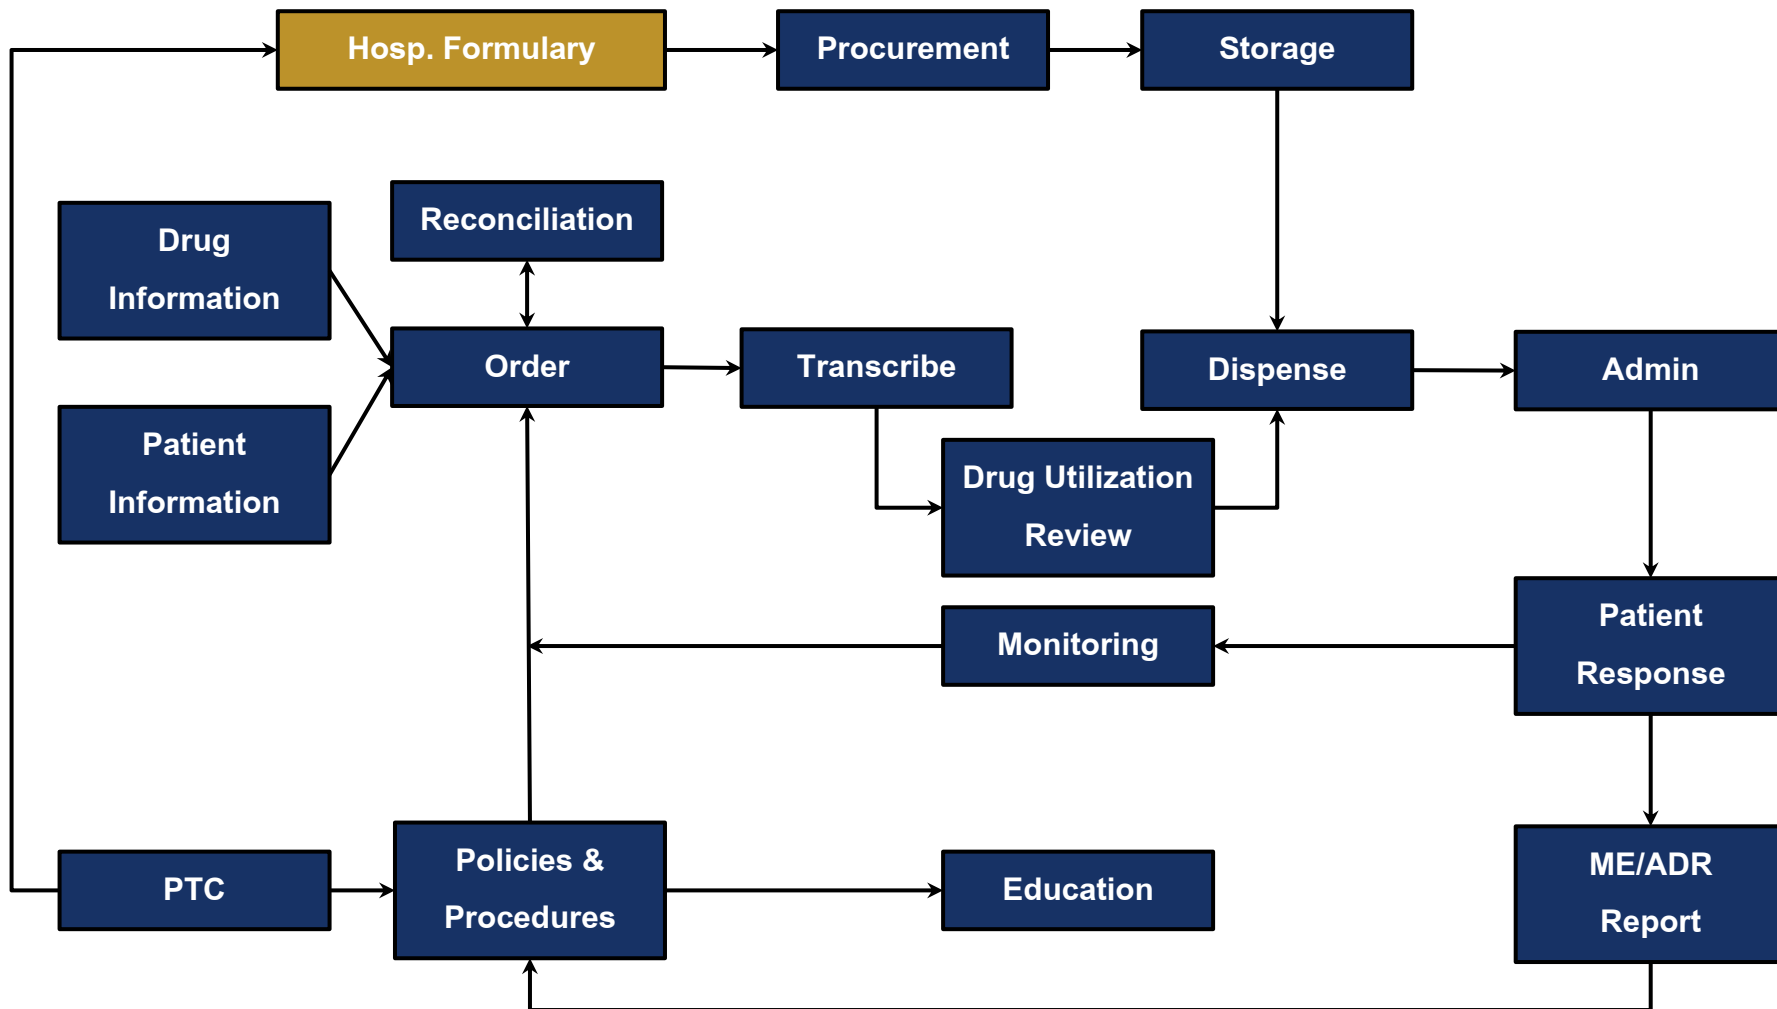 Hosp. Formulary
Procurement
Storage
Drug
Information
Reconciliation
Order
Transcribe
Dispense
Admin
Patient
Information
Drug Utilization
Review
Monitoring
Patient
Response
PTC
Policies &
Procedures
Education
ME/ADR
Report